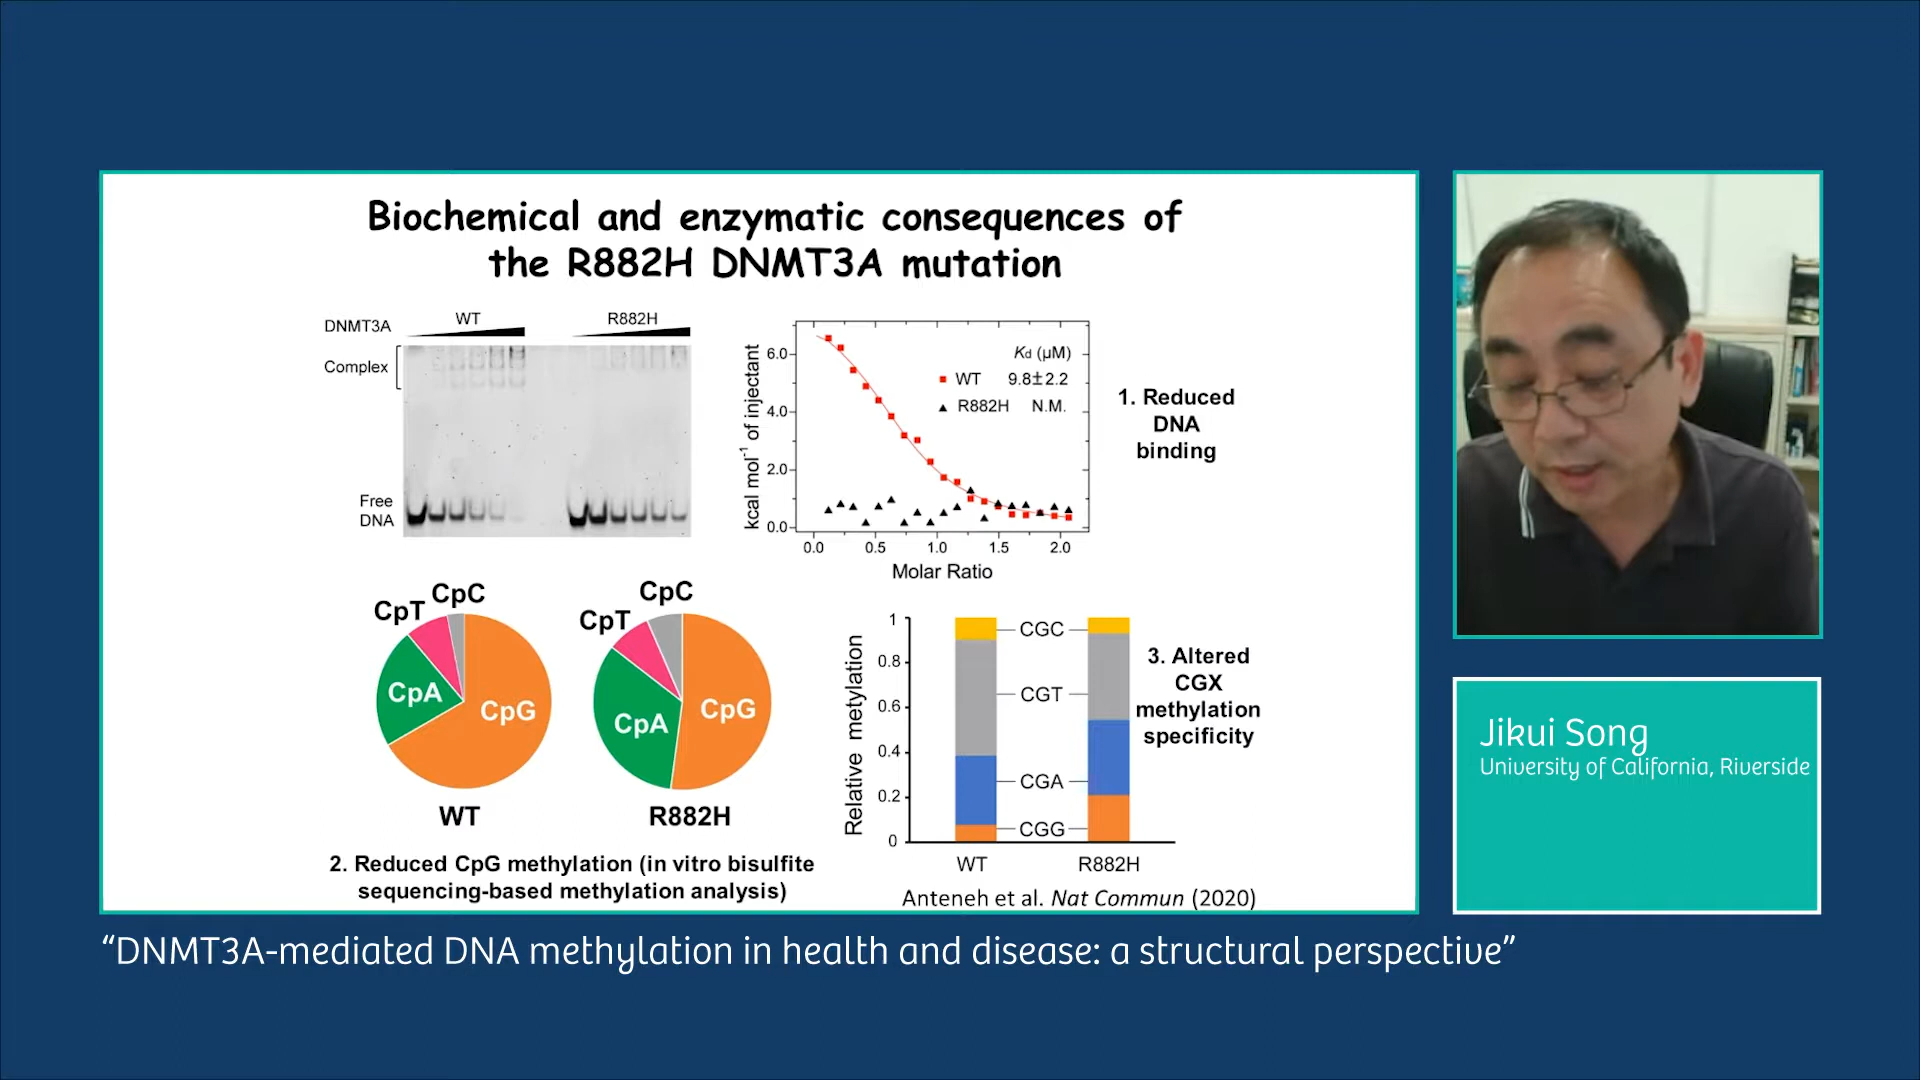 Biochemical and enzymatic consequences of
the R882H DNMT3A mutation
DNMT3A
WT
R882H
Complex
Free
DNA
kcal mol⁻¹ of injectant
6.0
4.0
2.0
0.0
0.0 0.5 1.0 1.5 2.0
Molar Ratio
Kd (µM)
WT 9.8±2.2
R882H N.M.
1. Reduced
DNA
binding
CpT
CpC
CpA
CpG
WT
CpT
CpC
CpA
CpG
R882H
2. Reduced CpG methylation (in vitro bisulfite
sequencing-based methylation analysis)
Relative metylation
1
0.8
0.6
0.4
0.2
0
CGC
CGT
CGA
CGG
WT
R882H
3. Altered
CGX
methylation
specificity
Anteneh et al. Nat Commun (2020)
Jikui Song
University of California, Riverside
“DNMT3A-mediated DNA methylation in health and disease: a structural perspective”